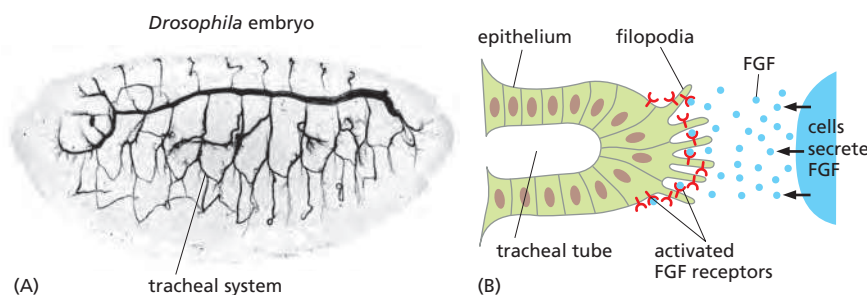 Drosophila embryo
(A)
tracheal system
epithelium
filopodia
FGF
cells
secrete
FGF
tracheal tube
activated
FGF receptors
(B)